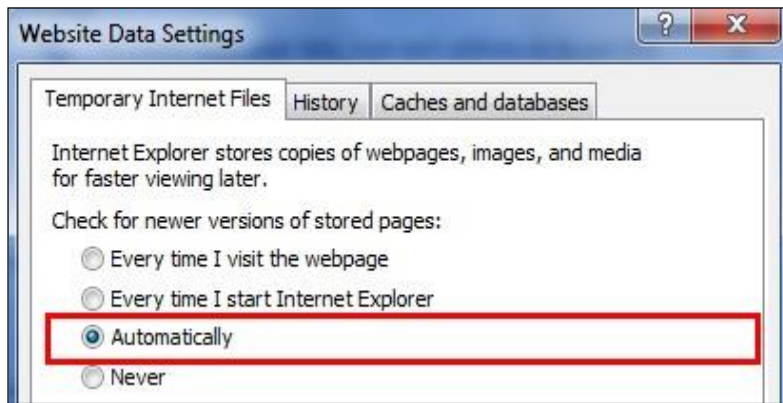 Website Data Settings
Temporary Internet Files History Caches and databases
Internet Explorer stores copies of webpages, images, and media
for faster viewing later.
Check for newer versions of stored pages:
Every time I visit the webpage
Every time I start Internet Explorer
Automatically
Never